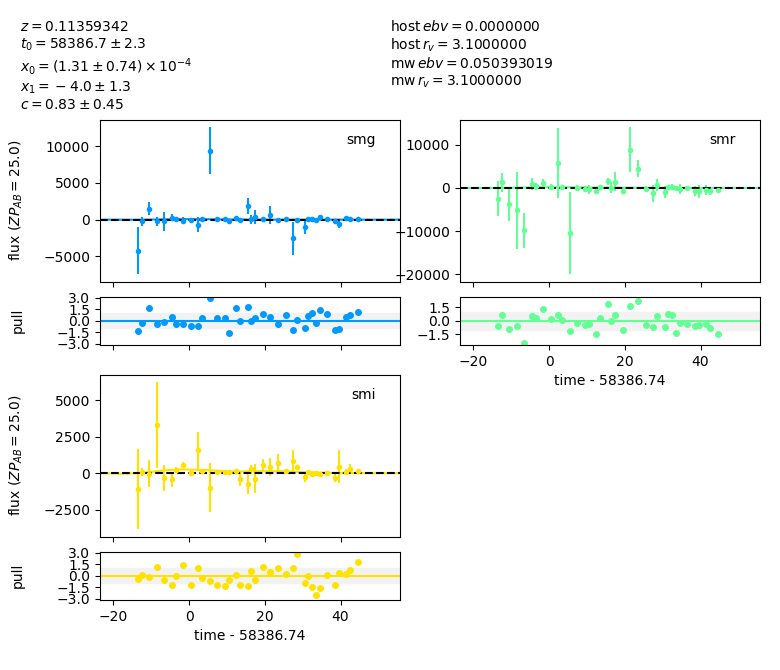 z = 0.11359342
t₀ = 58386.7 ± 2.3
x₀ = (1.31 ± 0.74) × 10⁻⁴
x₁ = −4.0 ± 1.3
c = 0.83 ± 0.45
host ebv = 0.0000000
host r_v = 3.1000000
mw ebv = 0.050393019
mw r_v = 3.1000000
smg
flux (ZP_AB = 25.0)
10000
5000
0
−5000
smr
10000
0
−10000
−20000
pull
3.0
1.5
0.0
−1.5
−3.0
1.5
0.0
−1.5
−20
0
20
40
time - 58386.74
smi
flux (ZP_AB = 25.0)
5000
2500
0
−2500
pull
3.0
1.5
0.0
−1.5
−3.0
−20
0
20
40
time - 58386.74